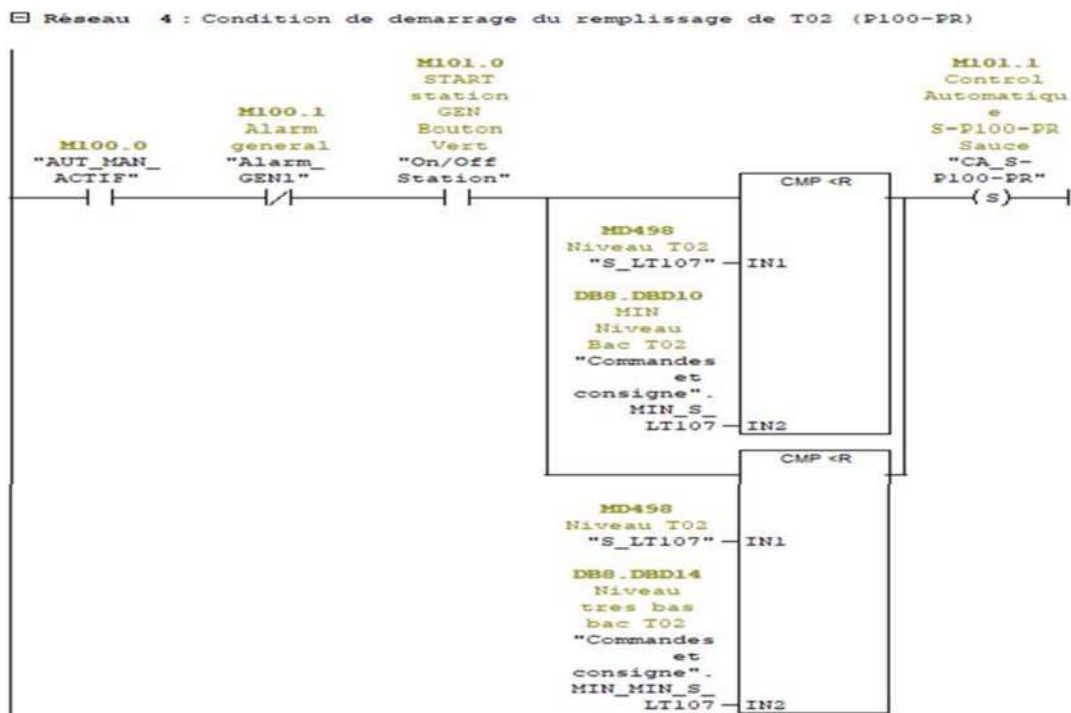 Réseau 4 : Condition de demarrage du remplissage de T02 (P100-PR)
M100.0
"AUT_MAN_
ACTIF"
M100.1
Alarm
general
"Alarm_
GEN1"
M101.0
START
station
GEN
Bouton
Vert
"On/Off
Station"
CMP <R
MD498
Niveau T02
"S_LT107"
IN1
DB8.DBD10
MIN
Niveau
Bac T02
"Commandes
et
consigne".
MIN_S_
LT107
IN2
M101.1
Control
Automatiqu
e
S-P100-PR
Sauce
"CA_S-
P100-PR"
S
CMP <R
MD498
Niveau T02
"S_LT107"
IN1
DB8.DBD14
Niveau
tres bas
bac T02
"Commandes
et
consigne".
MIN_MIN_S_
LT107
IN2